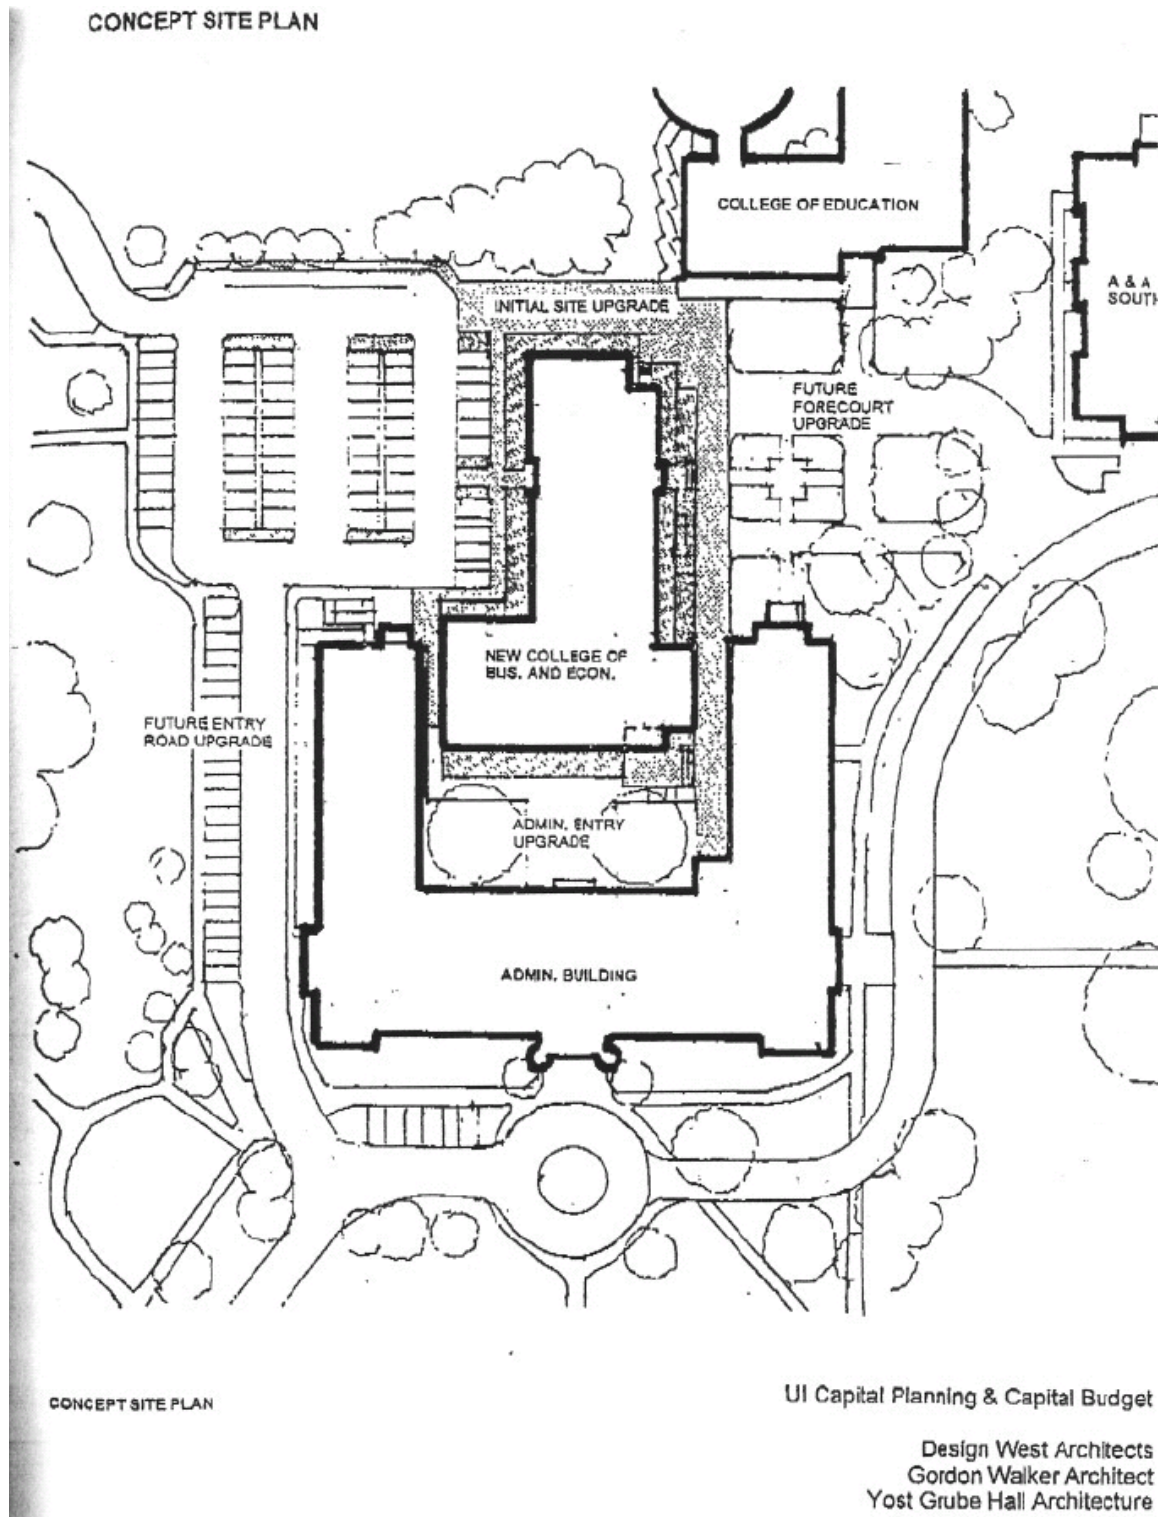 CONCEPT SITE PLAN
COLLEGE OF EDUCATION
A & A
SOUTH
INITIAL SITE UPGRADE
FUTURE
FORECOURT
UPGRADE
NEW COLLEGE OF
BUS. AND ECON.
FUTURE ENTRY
ROAD UPGRADE
ADMIN. ENTRY
UPGRADE
ADMIN. BUILDING
CONCEPT SITE PLAN
UI Capital Planning & Capital Budget
Design West Architects
Gordon Walker Architect
Yost Grube Hall Architecture